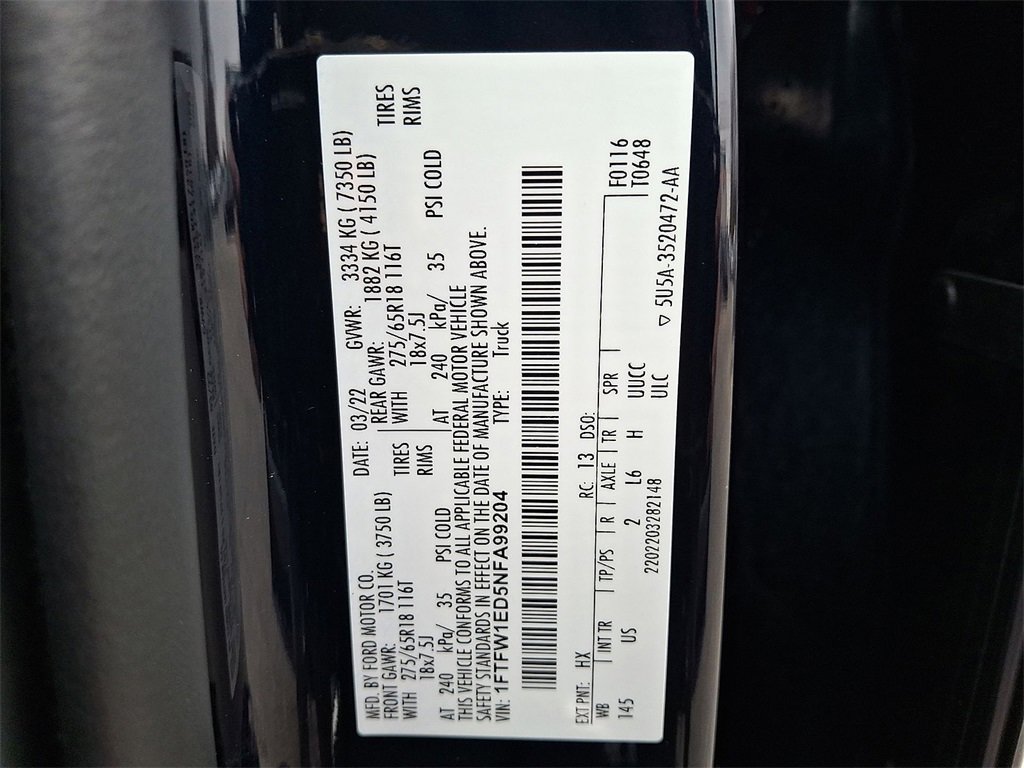 MFD. BY FORD MOTOR CO.
DATE: 03/22 GVWR: 3334 KG ( 7350 LB)
FRONT GAWR: 1701 KG ( 3750 LB) REAR GAWR: 1882 KG ( 4150 LB)
WITH 275/65R18 116T TIRES WITH 275/65R18 116T TIRES
18x7.5J RIMS 18x7.5J RIMS
AT 240 kPa/ 35 PSI COLD AT 240 kPa/ 35 PSI COLD
THIS VEHICLE CONFORMS TO ALL APPLICABLE FEDERAL MOTOR VEHICLE
SAFETY STANDARDS IN EFFECT ON THE DATE OF MANUFACTURE SHOWN ABOVE.
VIN: 1FTFW1ED5NFA99204 TYPE: Truck
EXT PNT: HX RC: 13 DSO:
WB INT TR TP/PS R AXLE TR SPR F0116
145 US 2 L6 H UUCC T0648
2202203282148 ULC ▽ 5U5A-3520472-AA